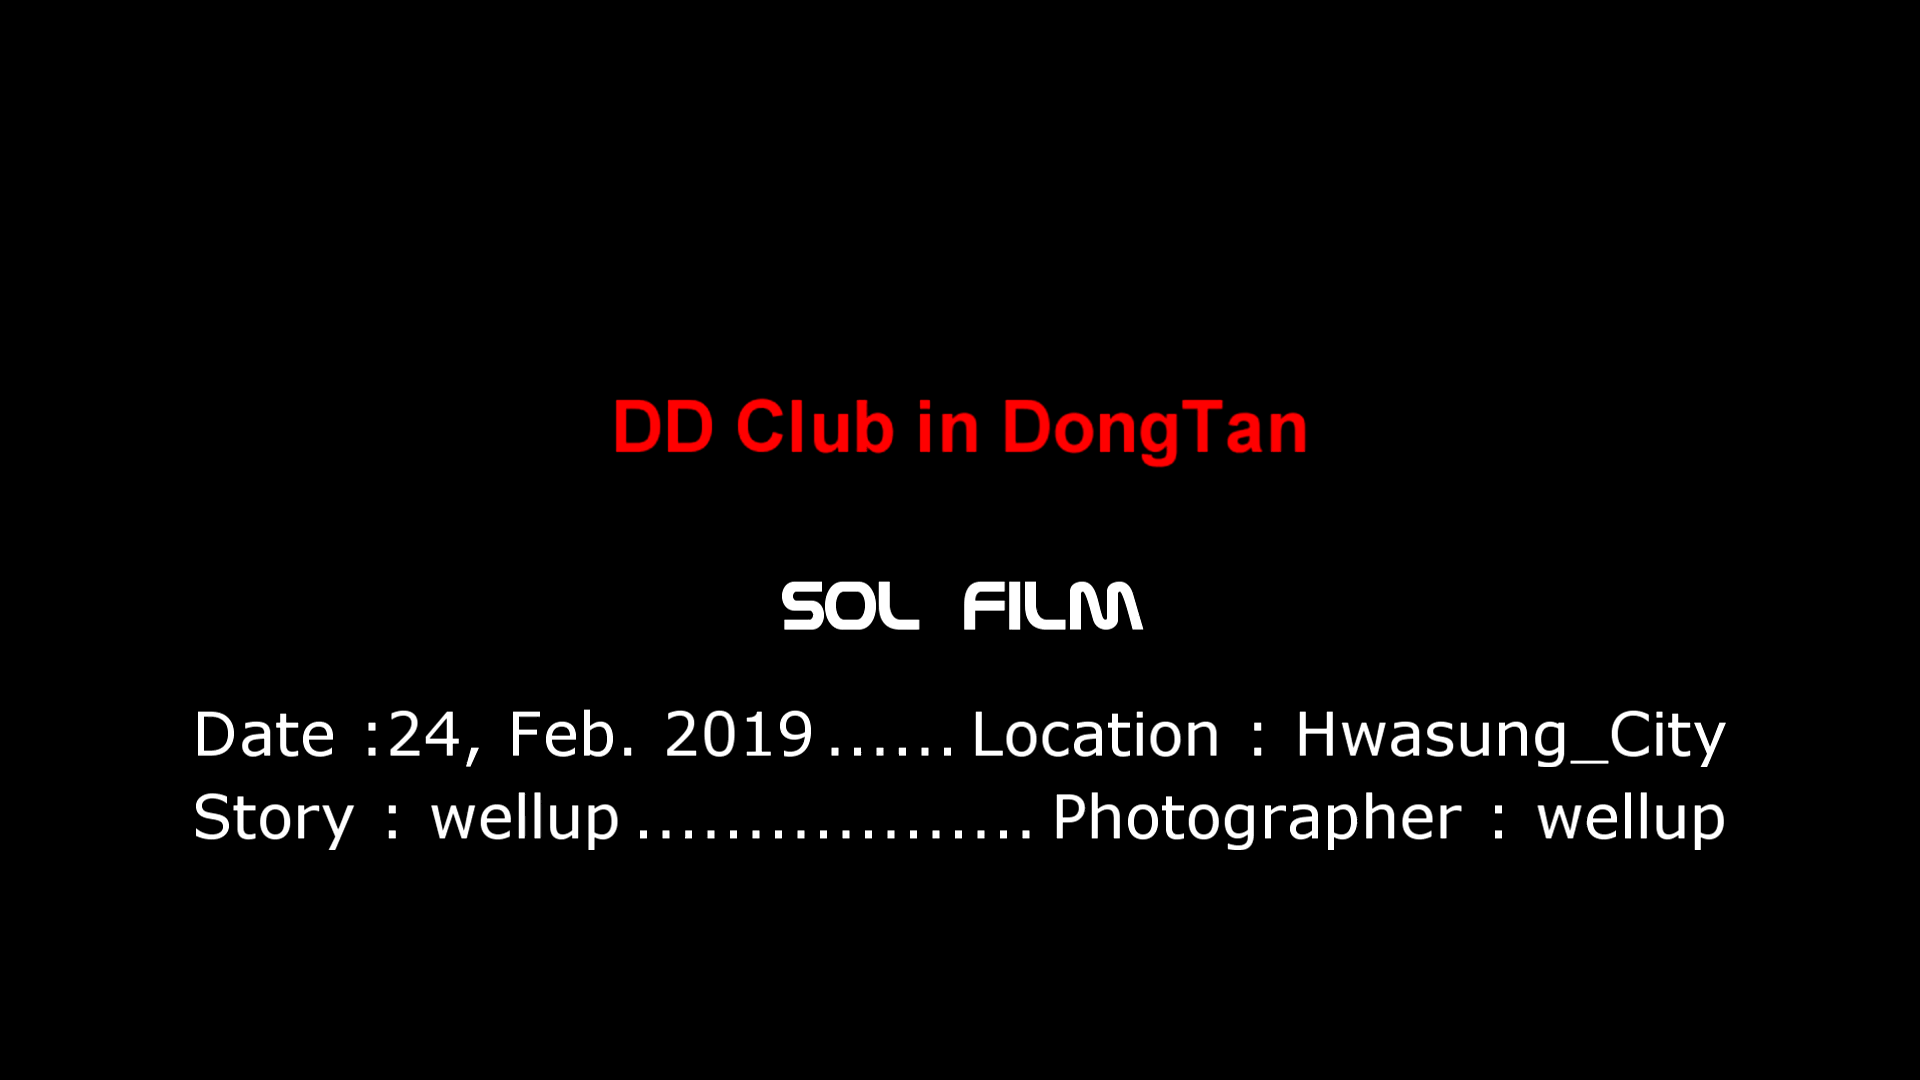 DD Club in DongTan
SOL FILM
Date :24, Feb. 2019 ...... Location : Hwasung_City
Story : wellup .................. Photographer : wellup